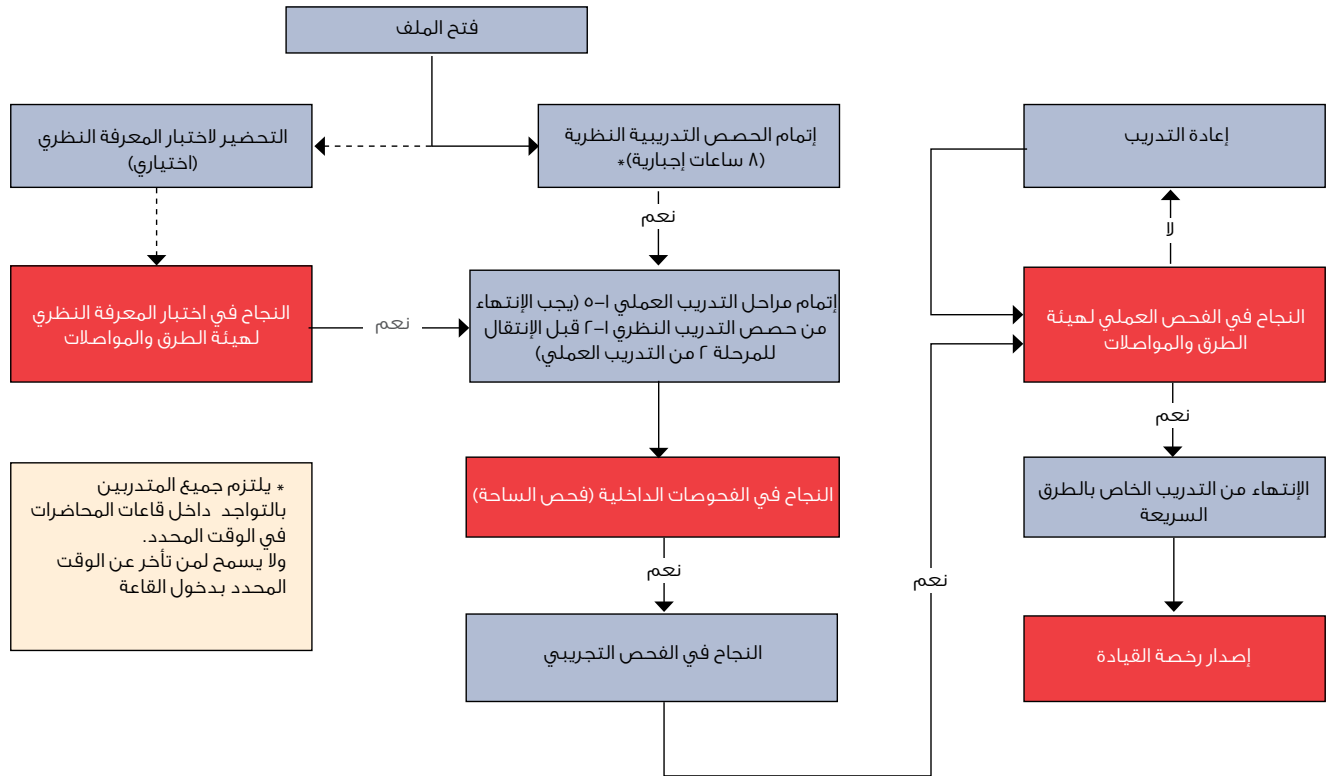 فتح الملف
إتمام الحصص التدريبية النظرية
(٨ ساعات إجبارية)*
التحضير لاختبار المعرفة النظري
(اختياري)
نعم
النجاح في اختبار المعرفة النظري
لهيئة الطرق والمواصلات
نعم
إتمام مراحل التدريب العملي ١-٥ (يجب الإنتهاء
من حصص التدريب النظري ١-٢ قبل الإنتقال
للمرحلة ٢ من التدريب العملي)
النجاح في الفحوصات الداخلية (فحص الساحة)
نعم
النجاح في الفحص التجريبي
نعم
إعادة التدريب
لا
النجاح في الفحص العملي لهيئة
الطرق والمواصلات
نعم
الإنتهاء من التدريب الخاص بالطرق
السريعة
إصدار رخصة القيادة
* يلتزم جميع المتدربين
بالتواجد داخل قاعات المحاضرات
في الوقت المحدد.
ولا يسمح لمن تأخر عن الوقت
المحدد بدخول القاعة